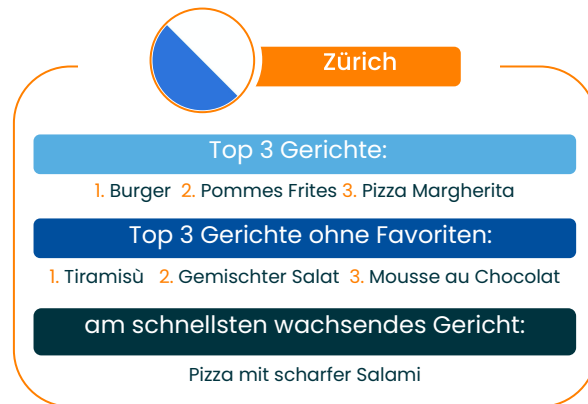 Zürich
Top 3 Gerichte:
1. Burger 2. Pommes Frites 3. Pizza Margherita
Top 3 Gerichte ohne Favoriten:
1. Tiramisù 2. Gemischter Salat 3. Mousse au Chocolat
am schnellsten wachsendes Gericht:
Pizza mit scharfer Salami